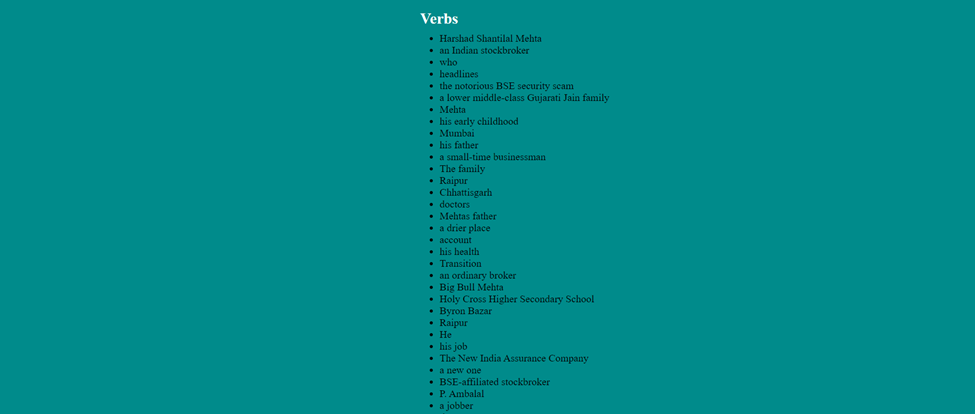 Verbs
Harshad Shantilal Mehta
an Indian stockbroker
who
headlines
the notorious BSE security scam
a lower middle-class Gujarati Jain family
Mehta
his early childhood
Mumbai
his father
a small-time businessman
The family
Raipur
Chhattisgarh
doctors
Mehtas father
a drier place
account
his health
Transition
an ordinary broker
Big Bull Mehta
Holy Cross Higher Secondary School
Byron Bazar
Raipur
He
his job
The New India Assurance Company
a new one
BSE-affiliated stockbroker
P. Ambalal
a jobber